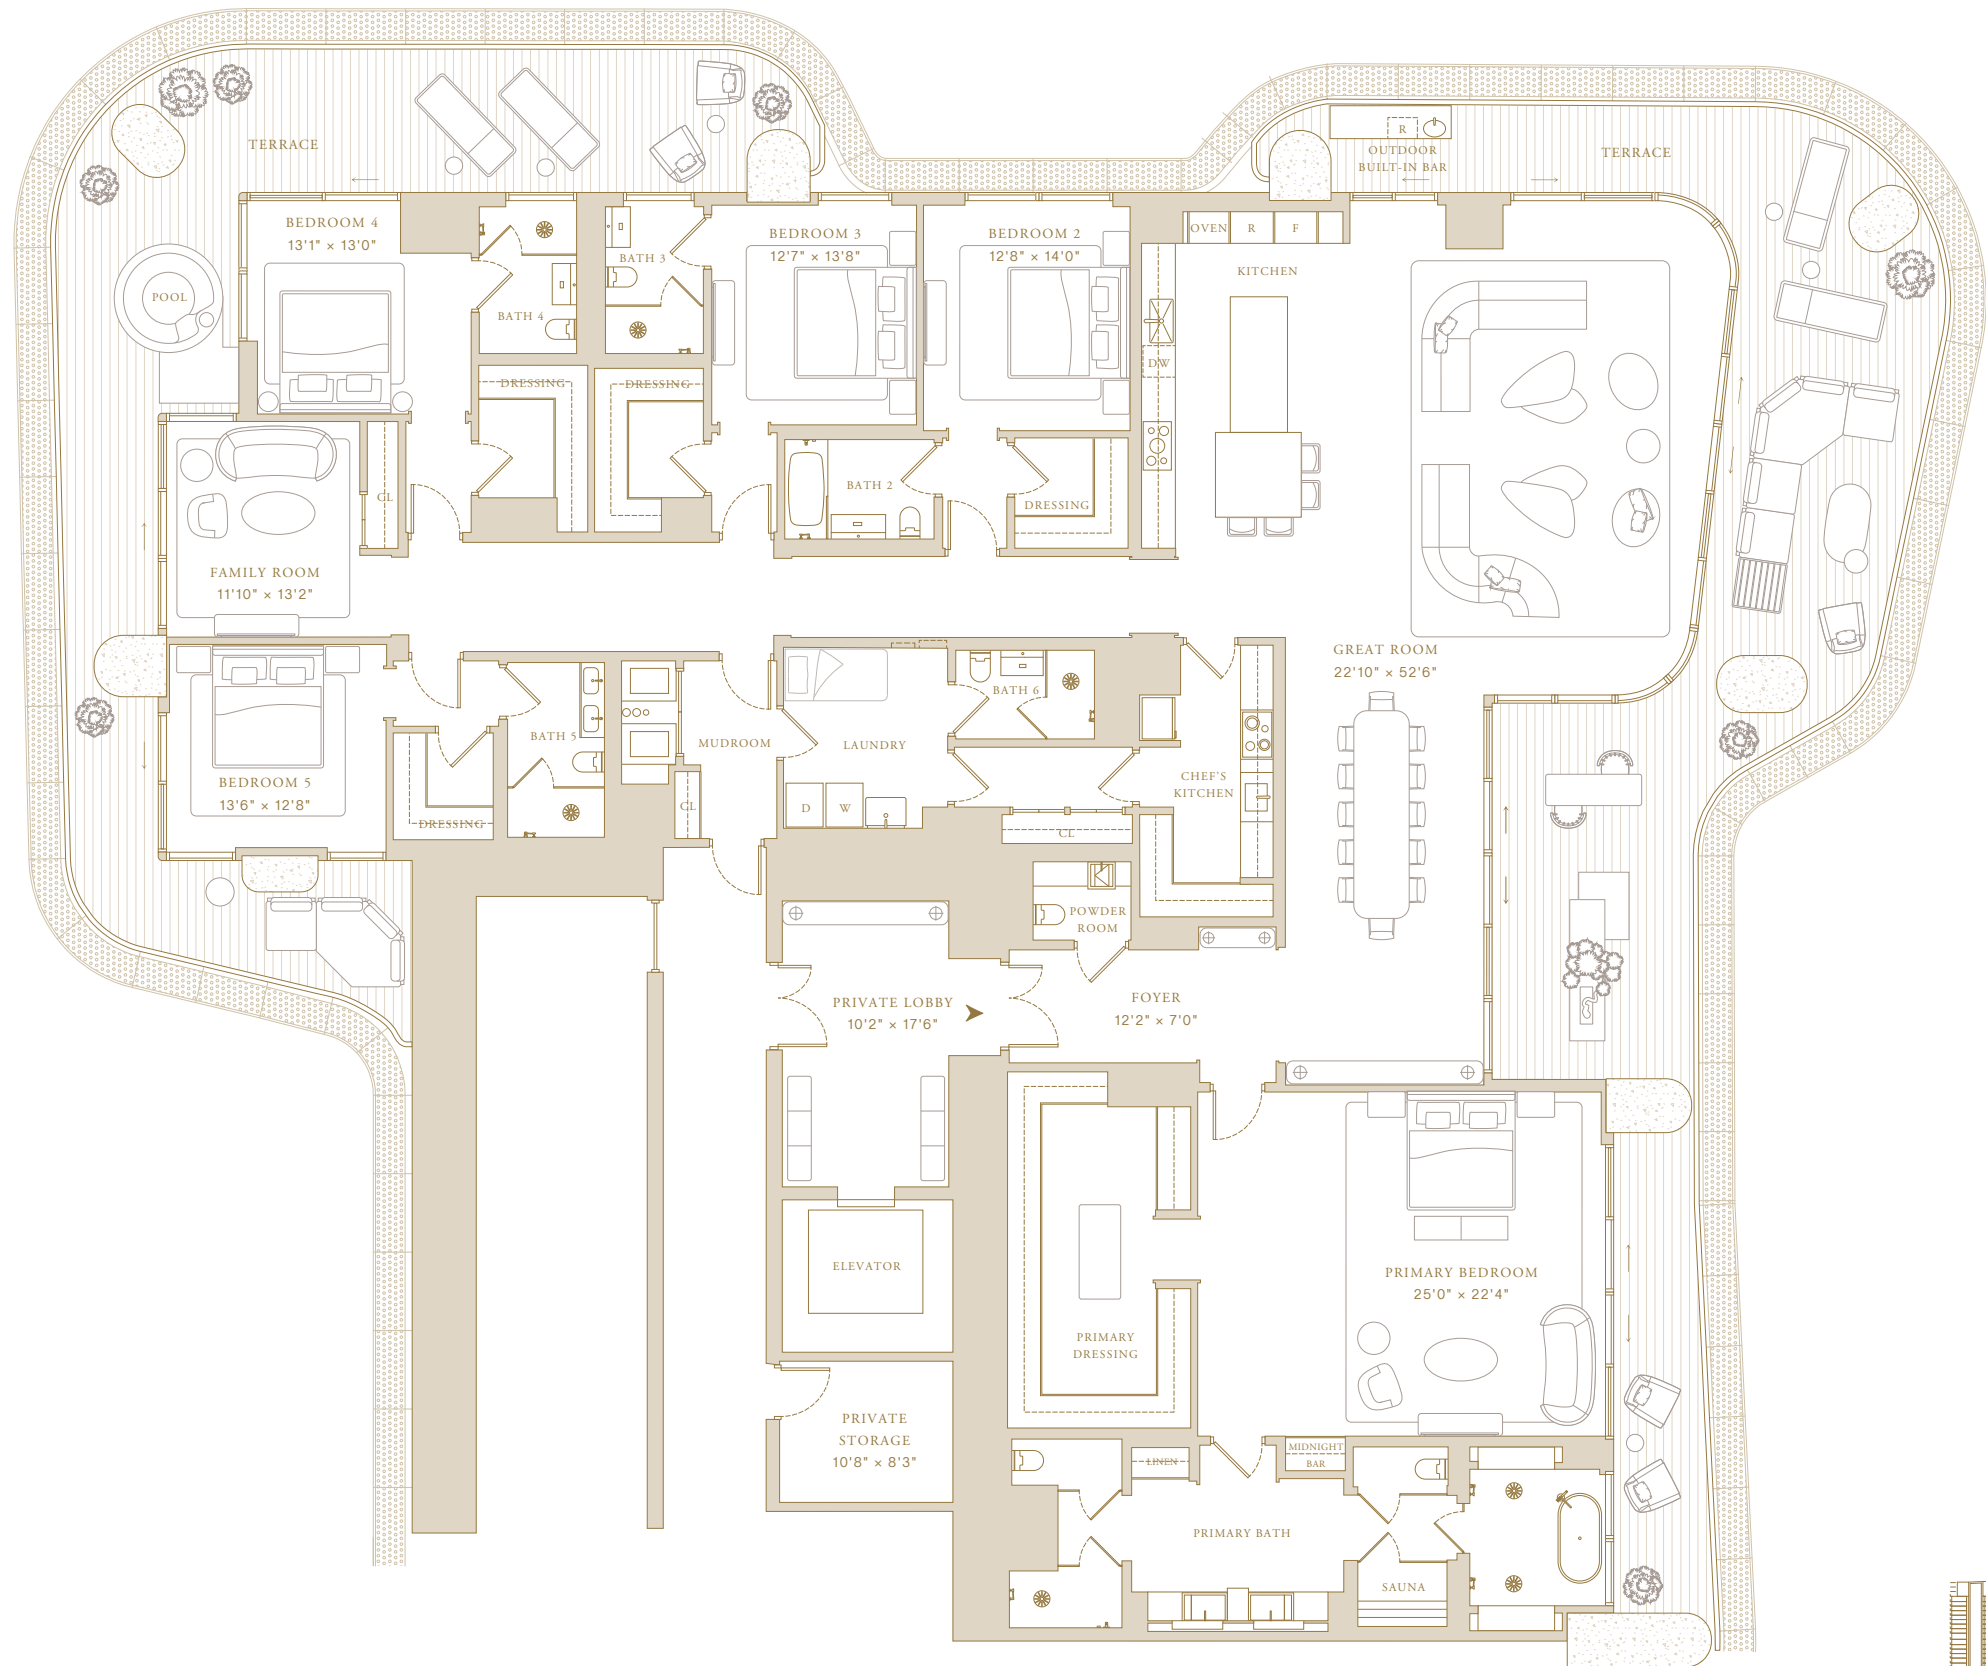 TERRACE
R
OUTDOOR
BUILT-IN BAR
TERRACE
BEDROOM 4
13'1" × 13'0"
BATH 3
BEDROOM 3
12'7" × 13'8"
BEDROOM 2
12'8" × 14'0"
OVEN
R
F
KITCHEN
POOL
BATH 4
DW
DRESSING
DRESSING
CL
BATH 2
DRESSING
FAMILY ROOM
11'10" × 13'2"
GREAT ROOM
22'10" × 52'6"
BATH 6
BATH 5
MUDROOM
LAUNDRY
BEDROOM 5
13'6" × 12'8"
CHEF'S
KITCHEN
D
W
CL
DRESSING
CL
POWDER
ROOM
PRIVATE LOBBY
10'2" × 17'6"
FOYER
12'2" × 7'0"
ELEVATOR
PRIMARY BEDROOM
25'0" × 22'4"
PRIMARY
DRESSING
PRIVATE
STORAGE
10'8" × 8'3"
LINEN
MIDNIGHT
BAR
PRIMARY BATH
SAUNA